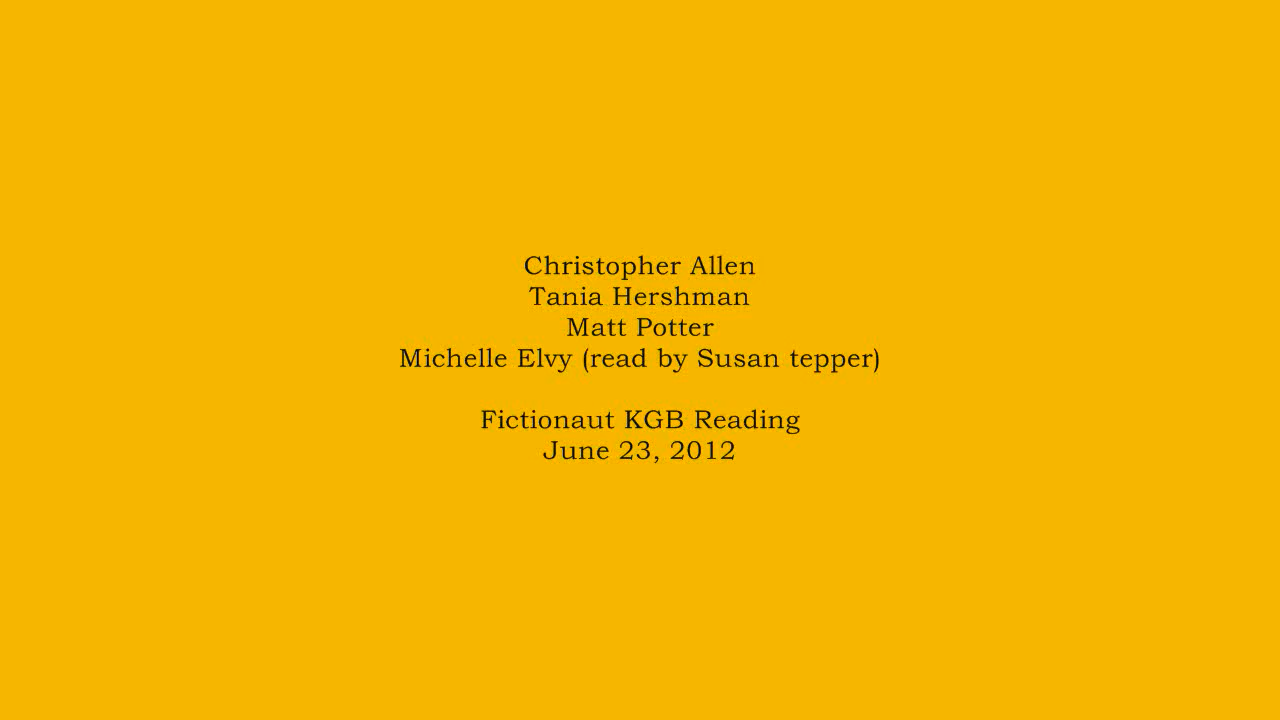 Christopher Allen
Tania Hershman
Matt Potter
Michelle Elvy (read by Susan tepper)
Fictionaut KGB Reading
June 23, 2012